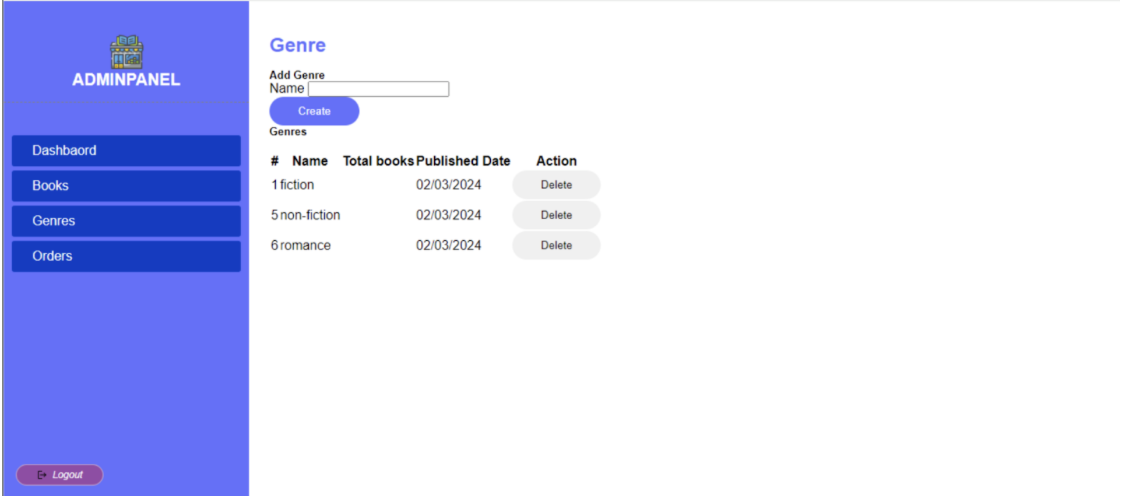 ADMINPANEL
Dashbaord
Books
Genres
Orders
Logout
Genre
Add Genre
Name
Create
Genres
# Name Total books Published Date Action
1 fiction 02/03/2024 Delete
5 non-fiction 02/03/2024 Delete
6 romance 02/03/2024 Delete